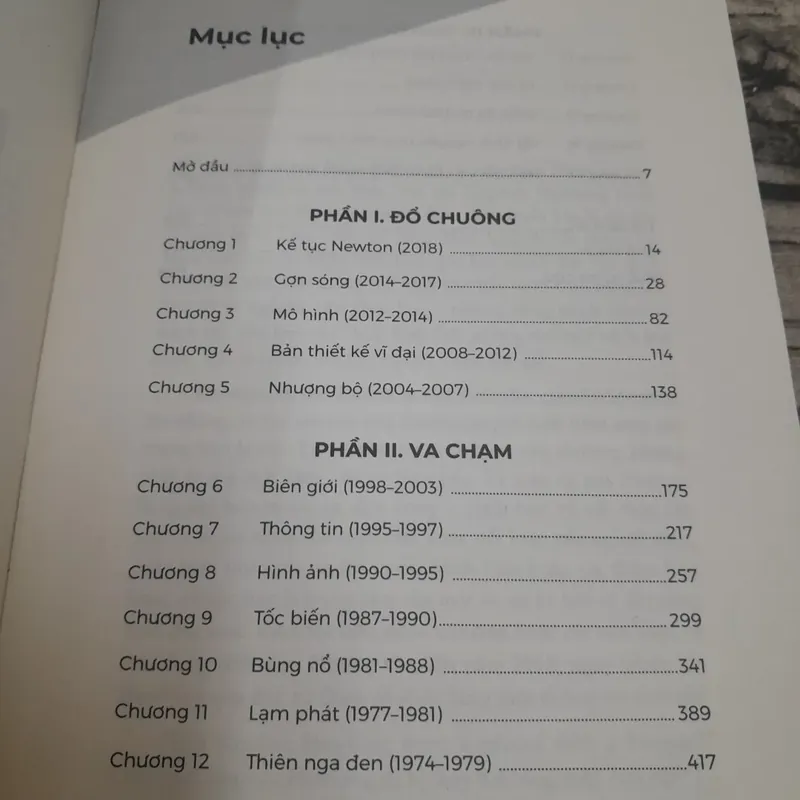 Mục lục
Mở đầu ........ 7
PHẦN I. ĐỔ CHUÔNG
Chương 1 Kế tục Newton (2018) ........ 14
Chương 2 Gợn sóng (2014–2017) ........ 28
Chương 3 Mô hình (2012–2014) ........ 82
Chương 4 Bản thiết kế vĩ đại (2008–2012) ........ 114
Chương 5 Nhượng bộ (2004–2007) ........ 138
PHẦN II. VA CHẠM
Chương 6 Biên giới (1998–2003) ........ 175
Chương 7 Thông tin (1995–1997) ........ 217
Chương 8 Hình ảnh (1990–1995) ........ 257
Chương 9 Tốc biến (1987–1990) ........ 299
Chương 10 Bùng nổ (1981–1988) ........ 341
Chương 11 Lạm phát (1977–1981) ........ 389
Chương 12 Thiên nga đen (1974–1979) ........ 417